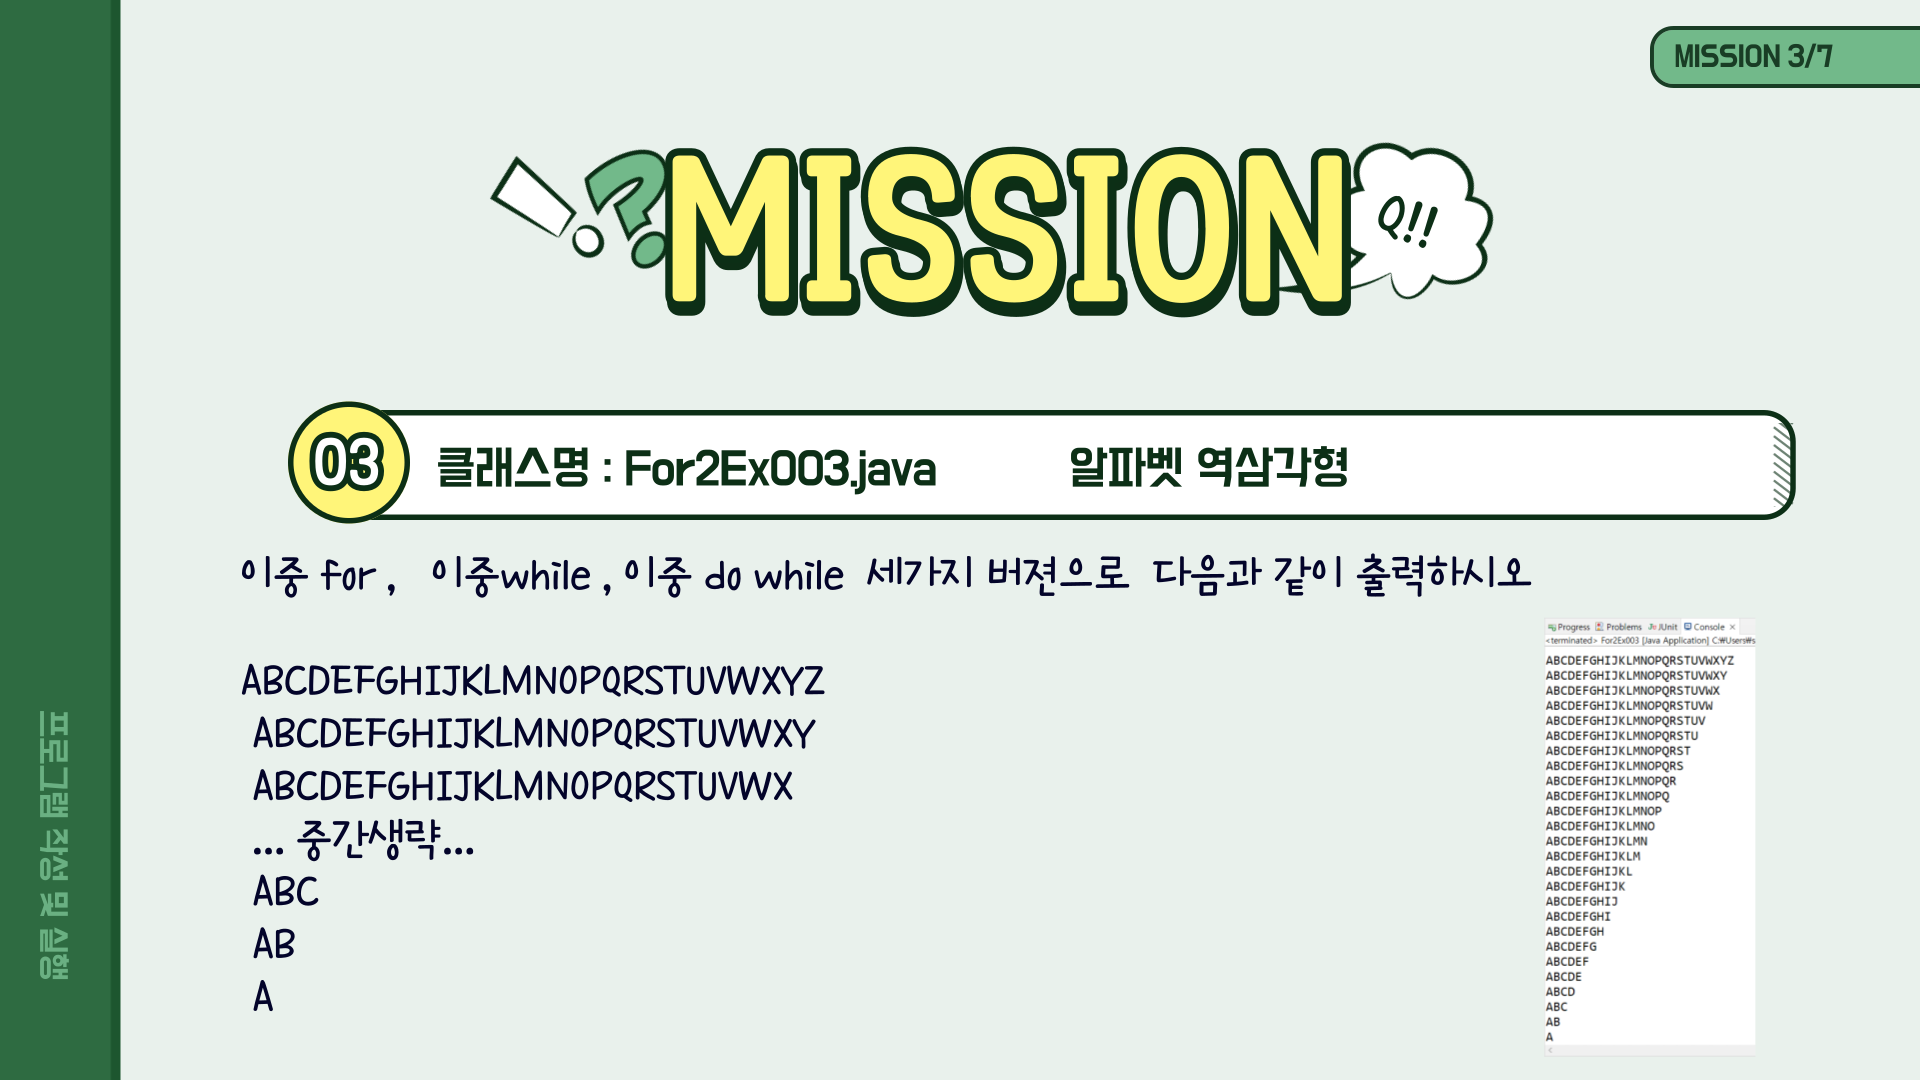 MISSION 3/7
MISSION
Q!!
03
클래스명 : For2Ex003.java 알파벳 역삼각형
이중 for , 이중while , 이중 do while 세가지 버젼으로 다음과 같이 출력하시오
ABCDEFGHIJKLMNOPQRSTUVWXYZ
ABCDEFGHIJKLMNOPQRSTUVWXY
ABCDEFGHIJKLMNOPQRSTUVWX
... 중간생략...
ABC
AB
A
Progress Problems JUnit Console
<terminated> For2Ex003 [Java Application] C:₩Users₩s
ABCDEFGHIJKLMNOPQRSTUVWXYZ
ABCDEFGHIJKLMNOPQRSTUVWXY
ABCDEFGHIJKLMNOPQRSTUVWX
ABCDEFGHIJKLMNOPQRSTUVW
ABCDEFGHIJKLMNOPQRSTUV
ABCDEFGHIJKLMNOPQRSTU
ABCDEFGHIJKLMNOPQRST
ABCDEFGHIJKLMNOPQRS
ABCDEFGHIJKLMNOPQR
ABCDEFGHIJKLMNOPQ
ABCDEFGHIJKLMNOP
ABCDEFGHIJKLMNO
ABCDEFGHIJKLMN
ABCDEFGHIJKLM
ABCDEFGHIJKL
ABCDEFGHIJK
ABCDEFGHIJ
ABCDEFGHI
ABCDEFGH
ABCDEFG
ABCDEF
ABCDE
ABCD
ABC
AB
A
프로그램 작성 및 실행